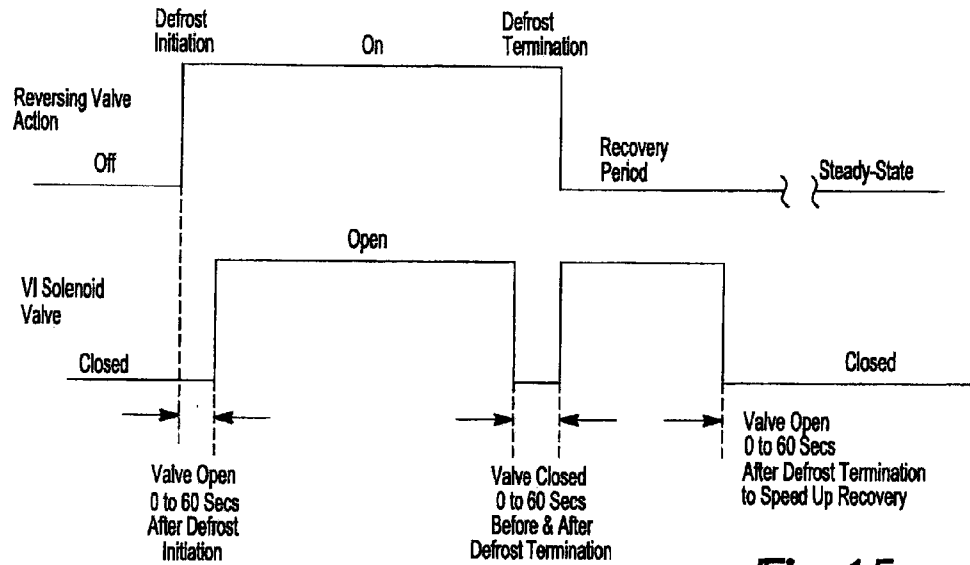 Defrost
Initiation
On
Defrost
Termination
Reversing Valve
Action
Off
Recovery
Period
Steady-State
Open
VI Solenoid
Valve
Closed
Closed
Valve Open
0 to 60 Secs
After Defrost
Initiation
Valve Closed
0 to 60 Secs
Before & After
Defrost Termination
Valve Open
0 to 60 Secs
After Defrost Termination
to Speed Up Recovery